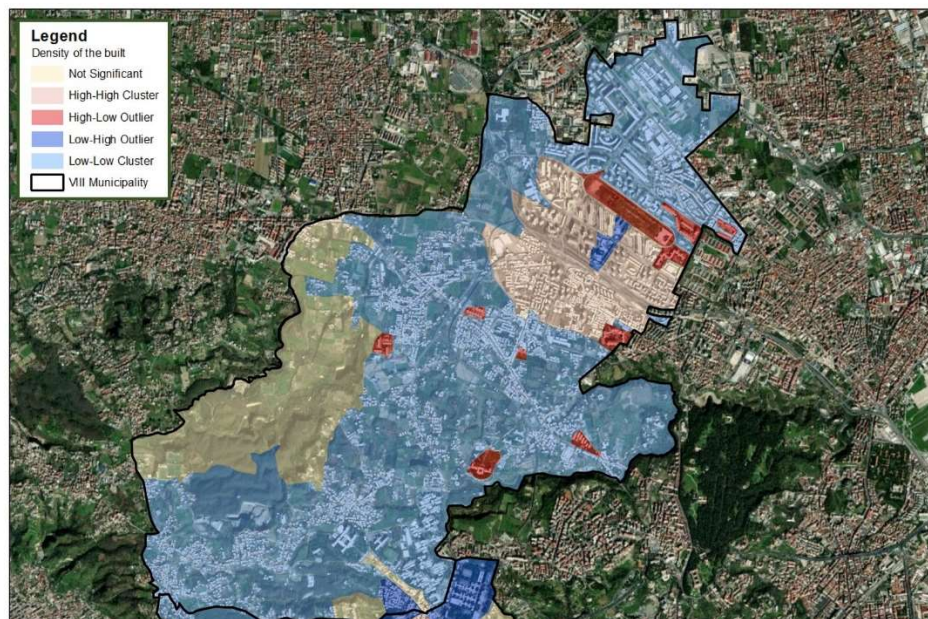 Legend
Density of the built
Not Significant
High-High Cluster
High-Low Outlier
Low-High Outlier
Low-Low Cluster
VIII Municipality